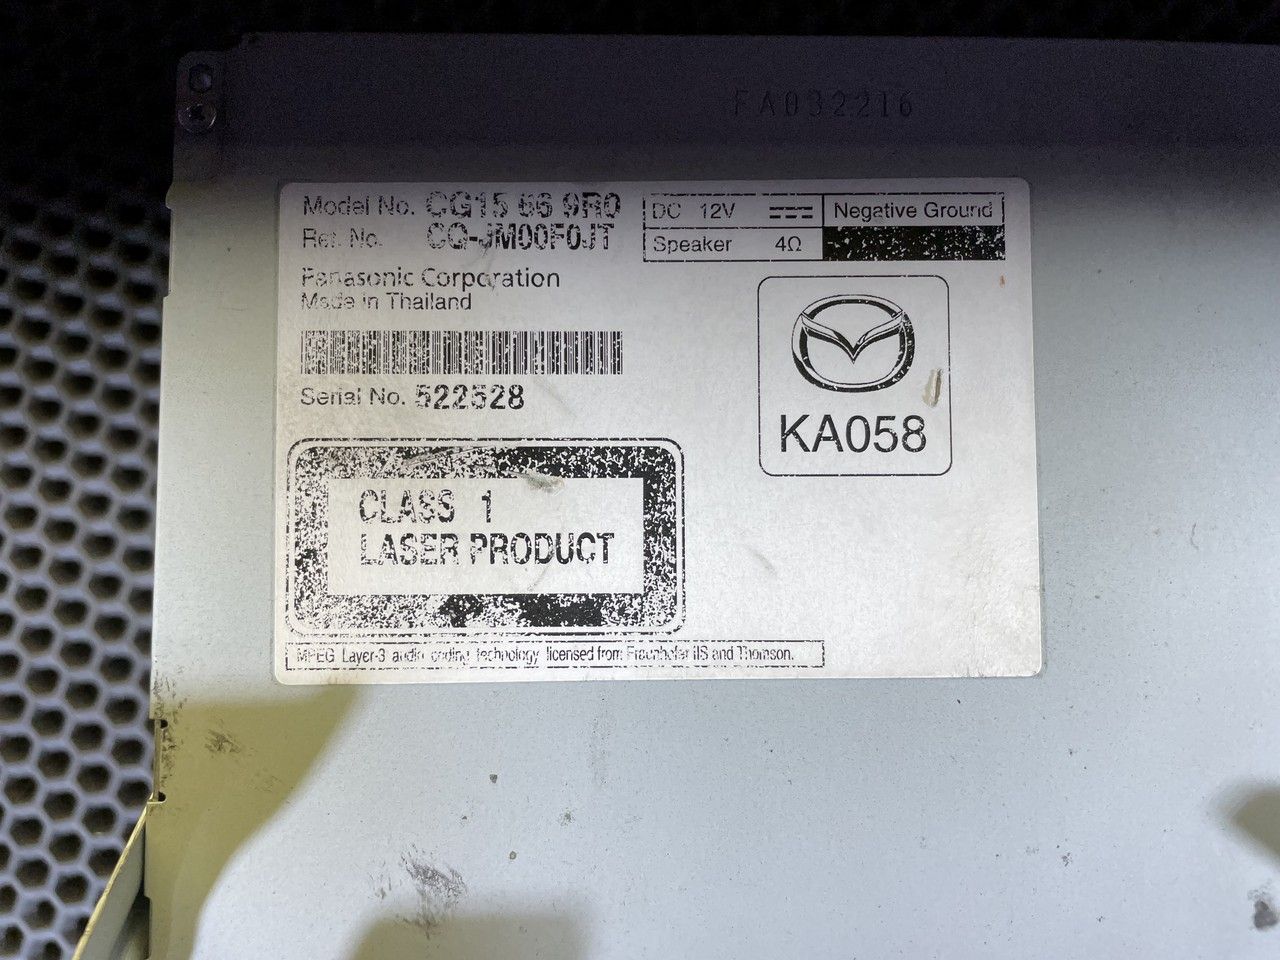 FA032216
Model No. CG15 66 9R0
Ref. No. CQ-JM00F0JT
DC 12V
Negative Ground
Speaker 4Ω
Panasonic Corporation
Made in Thailand
Serial No. 522528
KA058
CLASS 1
LASER PRODUCT
MPEG Layer-3 audio coding technology licensed from Fraunhofer IIS and Thomson.